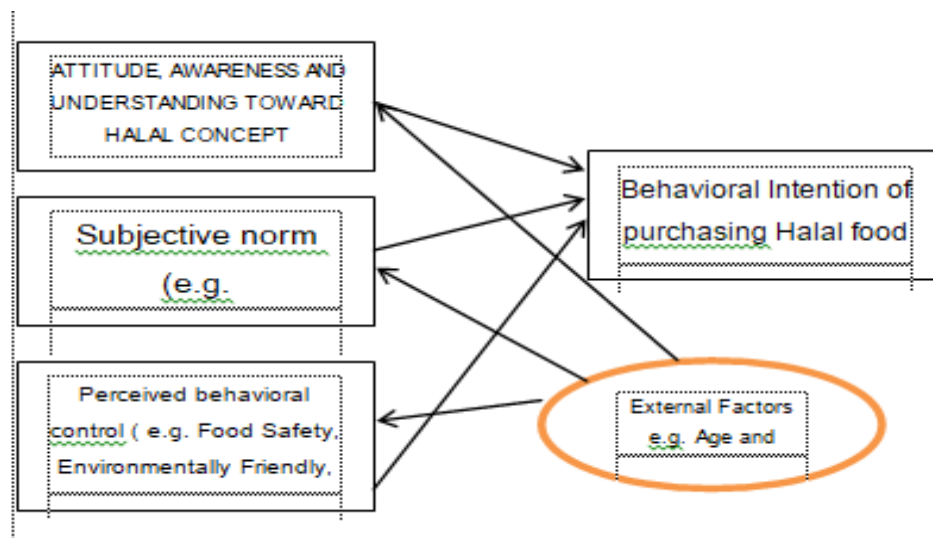 ATTITUDE, AWARENESS AND
UNDERSTANDING TOWARD
HALAL CONCEPT
Subjective norm
(e.g.
Perceived behavioral
control ( e.g. Food Safety,
Environmentally Friendly,
Behavioral Intention of
purchasing Halal food
External Factors
e.g. Age and